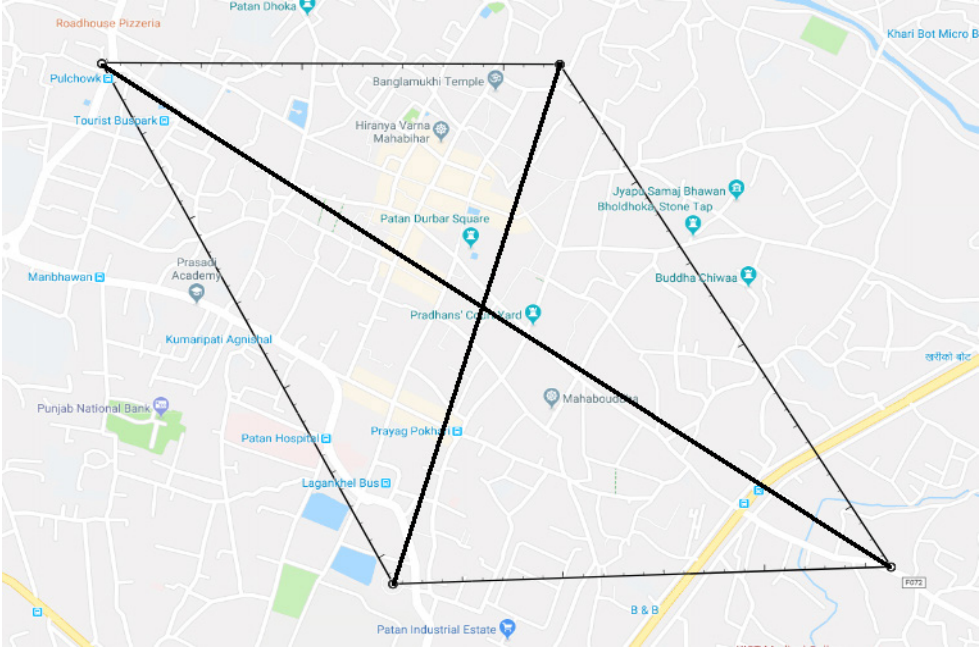 Patan Dhoka
Roadhouse Pizzeria
Khari Bot Micro B
Pulchowk
Banglamukhi Temple
Tourist Buspark
Hiranya Varna
Mahabihar
Jyapu Samaj Bhawan
Bholdhoka, Stone Tap
Patan Durbar Square
Prasadi
Academy
Manbhawan
Buddha Chiwaa
Pradhans'
Kumaripati Agnishal
खरीको बोट
Mahabouddha
Punjab National Bank
Prayag Pokhari
Patan Hospital
Lagankhel Bus
F072
B & B
Patan Industrial Estate